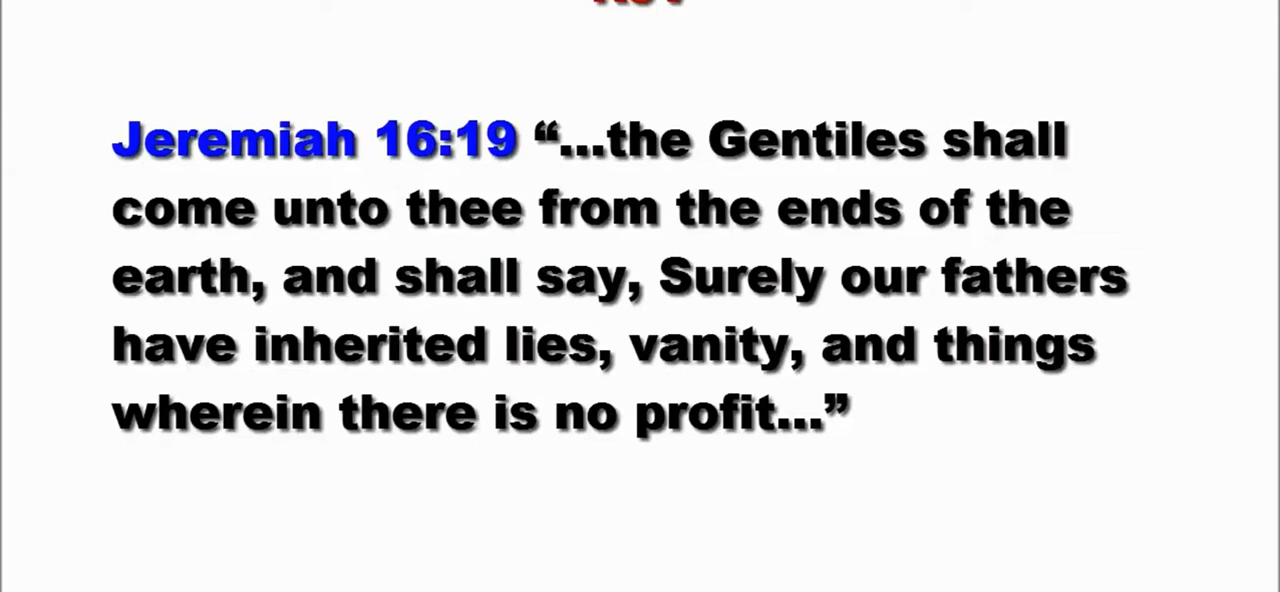 Jeremiah 16:19 “...the Gentiles shall
come unto thee from the ends of the
earth, and shall say, Surely our fathers
have inherited lies, vanity, and things
wherein there is no profit...”